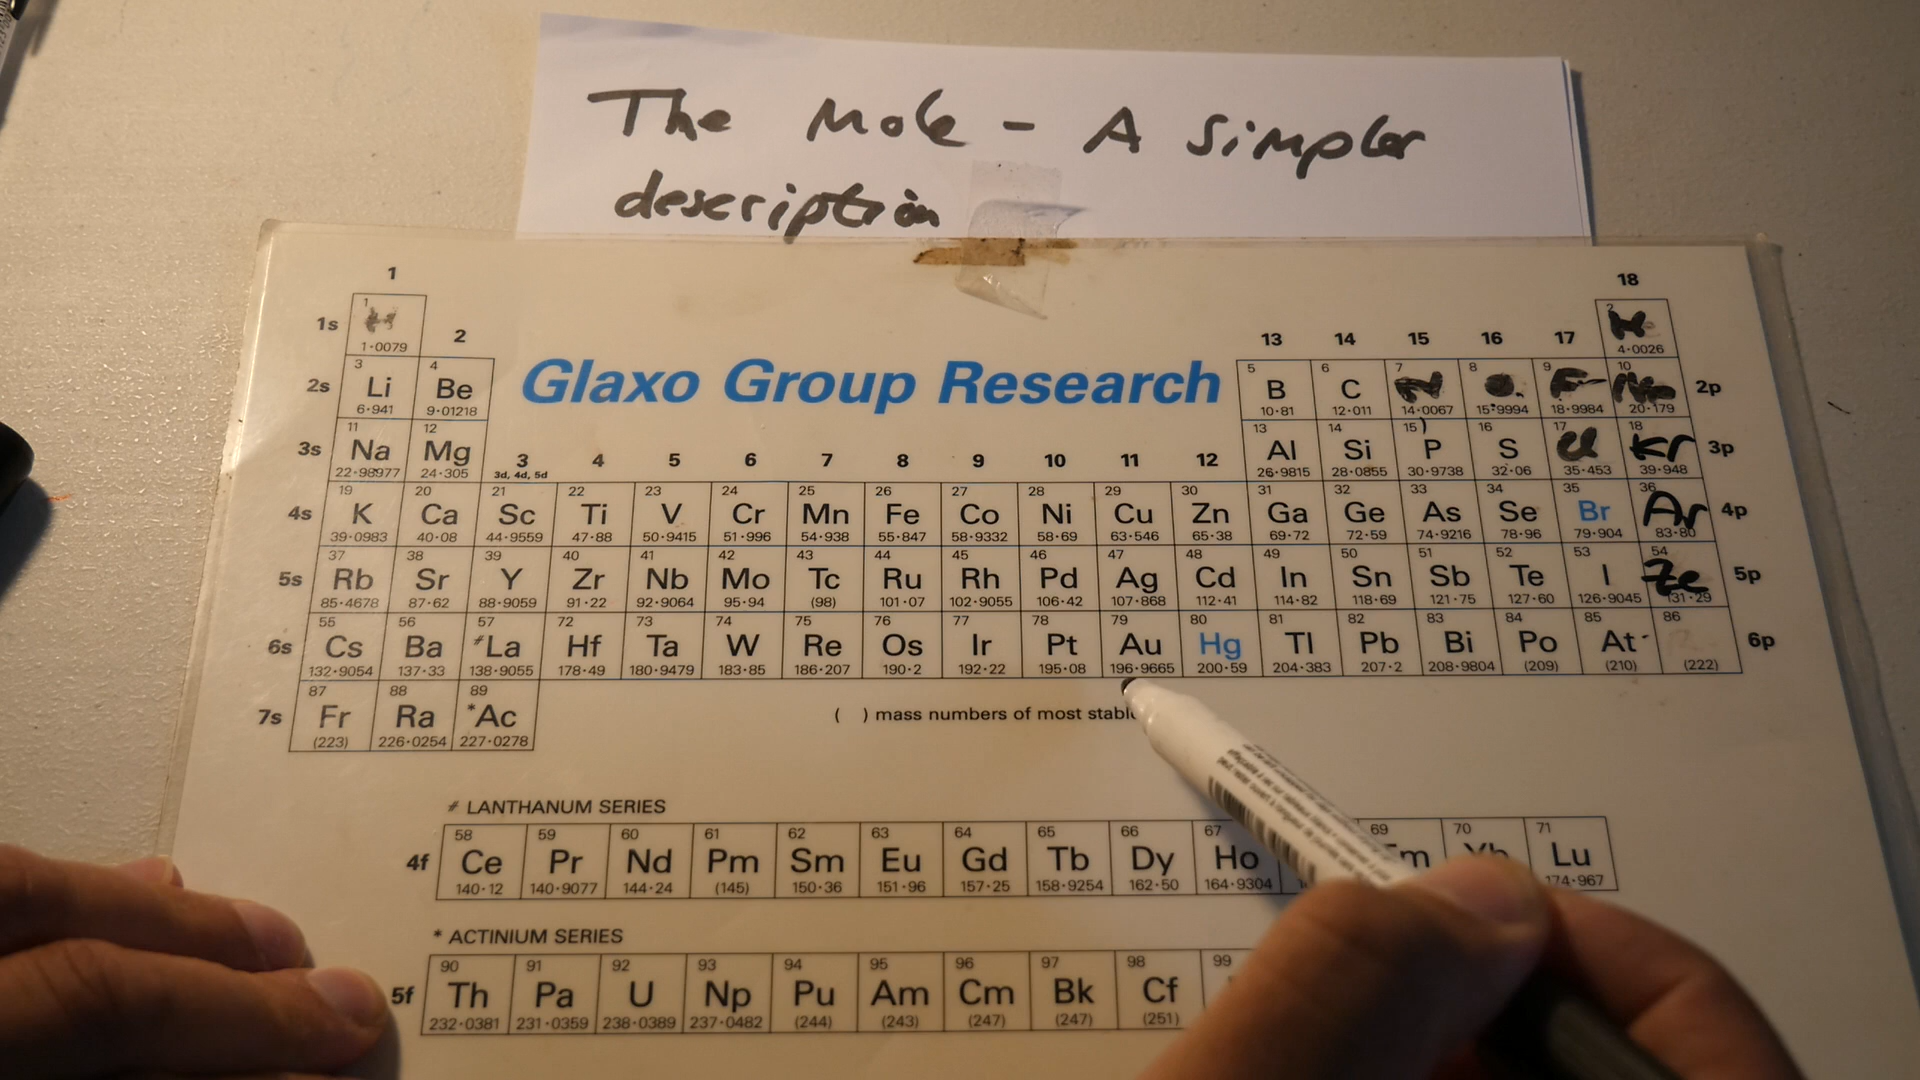 The Mole - A simpler
description
1 18
1s 1 H 1·0079 2 13 14 15 16 17 2 4·0026
Glaxo Group Research
2s 3 Li 6·941 4 Be 9·01218 5 B 10·81 6 C 12·011 7 N 14·0067 8 O 15·9994 9 F 18·9984 10 Ne 20·179 2p
3s 11 Na 22·98977 12 Mg 24·305 13 Al 26·9815 14 Si 28·0855 15 P 30·9738 16 S 32·06 17 Cl 35·453 18 Kr 39·948 3p
3 4 5 6 7 8 9 10 11 12
3d, 4d, 5d
4s 19 K 39·0983 20 Ca 40·08 21 Sc 44·9559 22 Ti 47·88 23 V 50·9415 24 Cr 51·996 25 Mn 54·938 26 Fe 55·847 27 Co 58·9332 28 Ni 58·69 29 Cu 63·546 30 Zn 65·38 31 Ga 69·72 32 Ge 72·59 33 As 74·9216 34 Se 78·96 35 Br 79·904 36 Ar 83·80 4p
5s 37 Rb 85·4678 38 Sr 87·62 39 Y 88·9059 40 Zr 91·22 41 Nb 92·9064 42 Mo 95·94 43 Tc (98) 44 Ru 101·07 45 Rh 102·9055 46 Pd 106·42 47 Ag 107·868 48 Cd 112·41 49 In 114·82 50 Sn 118·69 51 Sb 121·75 52 Te 127·60 53 I 126·9045 54 131·29 5p
6s 55 Cs 132·9054 56 Ba 137·33 57 #La 138·9055 72 Hf 178·49 73 Ta 180·9479 74 W 183·85 75 Re 186·207 76 Os 190·2 77 Ir 192·22 78 Pt 195·08 79 Au 196·9665 80 Hg 200·59 81 Tl 204·383 82 Pb 207·2 83 Bi 208·9804 84 Po (209) 85 At (210) 86 (222) 6p
7s 87 Fr (223) 88 Ra 226·0254 89 *Ac 227·0278
( ) mass numbers of most
# LANTHANUM SERIES
4f 58 Ce 140·12 59 Pr 140·9077 60 Nd 144·24 61 Pm (145) 62 Sm 150·36 63 Eu 151·96 64 Gd 157·25 65 Tb 158·9254 66 Dy 162·50 67 Ho 164·9304 69 70 Yb 71 Lu 174·967
* ACTINIUM SERIES
5f 90 Th 232·0381 91 Pa 231·0359 92 U 238·0389 93 Np 237·0482 94 Pu (244) 95 Am (243) 96 Cm (247) 97 Bk (247) 98 Cf (251) 99